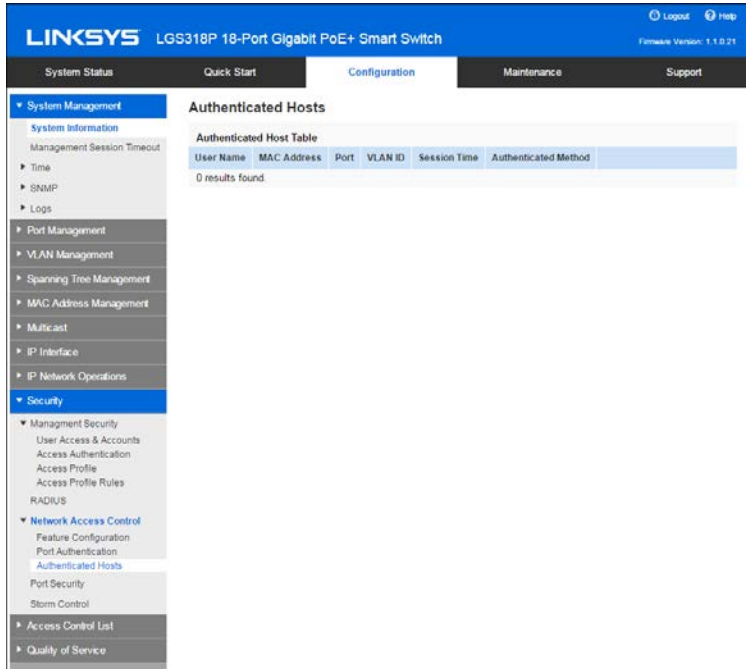 Logout Help
LINKSYS LGS318P 18-Port Gigabit PoE+ Smart Switch
Firmware Version: 1.1.0.21
System Status Quick Start Configuration Maintenance Support
System Management
System Information
Management Session Timeout
Time
SNMP
Logs
Port Management
VLAN Management
Spanning Tree Management
MAC Address Management
Multicast
IP Interface
IP Network Operations
Security
Managment Security
User Access & Accounts
Access Authentication
Access Profile
Access Profile Rules
RADIUS
Network Access Control
Feature Configuration
Port Authentication
Authenticated Hosts
Port Security
Storm Control
Access Control List
Quality of Service
Authenticated Hosts
Authenticated Host Table
User Name MAC Address Port VLAN ID Session Time Authenticated Method
0 results found.